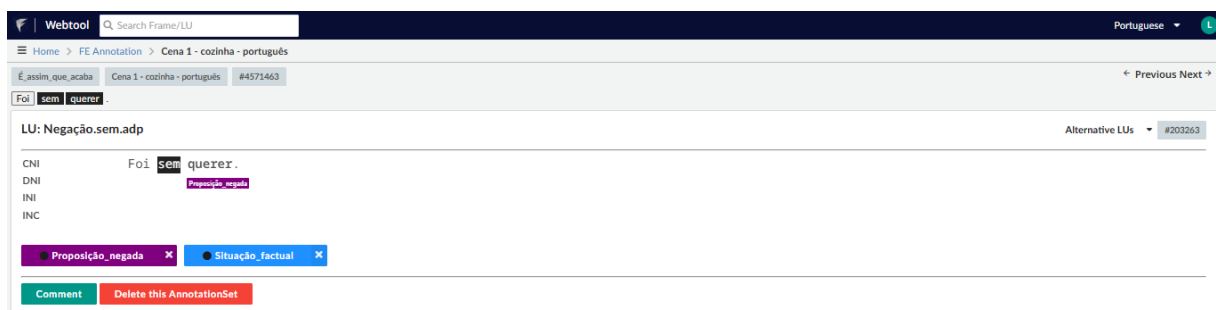 Webtool Search Frame/LU Portuguese L
Home > FE Annotation > Cena 1 - cozinha - português
É_assim_que_acaba Cena 1 - cozinha - português #4571463 ← Previous Next →
Foi sem querer .
LU: Negação.sem.adp Alternative LUs #203263
CNI Foi sem querer.
DNI Proposição_negada
INI
INC
Proposição_negada × Situação_factual ×
Comment Delete this AnnotationSet